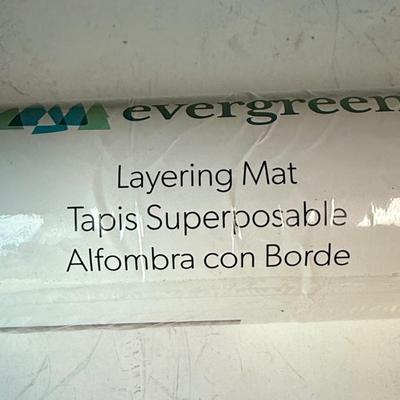 evergreen
Layering Mat
Tapis Superposable
Alfombra con Borde